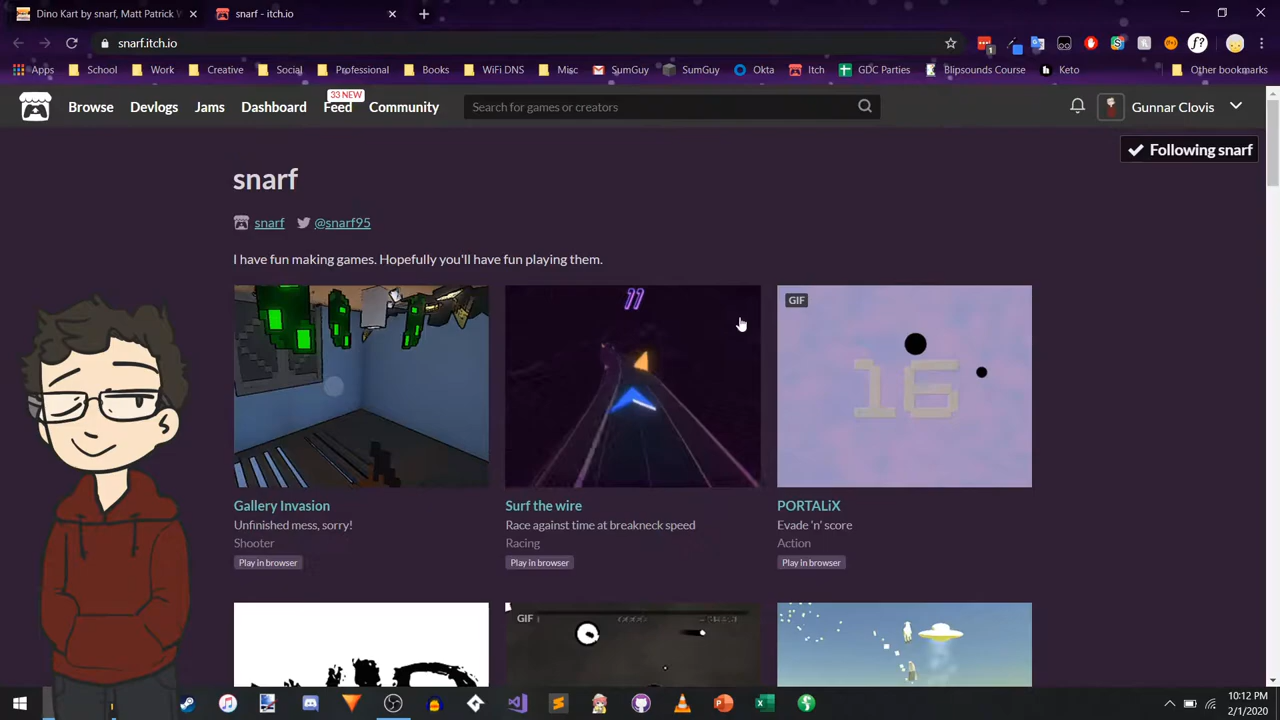 Dino Kart by snarf, Matt Patrick W
snarf - itch.io
snarf.itch.io
Apps School Work Creative Social Professional Books WiFi DNS Misc SumGuy SumGuy Okta Itch GDC Parties Blipsounds Course Keto Other bookmarks
33 NEW
Browse Devlogs Jams Dashboard Feed Community Search for games or creators Gunnar Clovis
Following snarf
snarf
snarf @snarf95
I have fun making games. Hopefully you'll have fun playing them.
11
GIF
16
Gallery Invasion Surf the wire PORTALiX
Unfinished mess, sorry! Race against time at breakneck speed Evade 'n' score
Shooter Racing Action
Play in browser Play in browser Play in browser
GIF
10:12 PM
2/1/2020